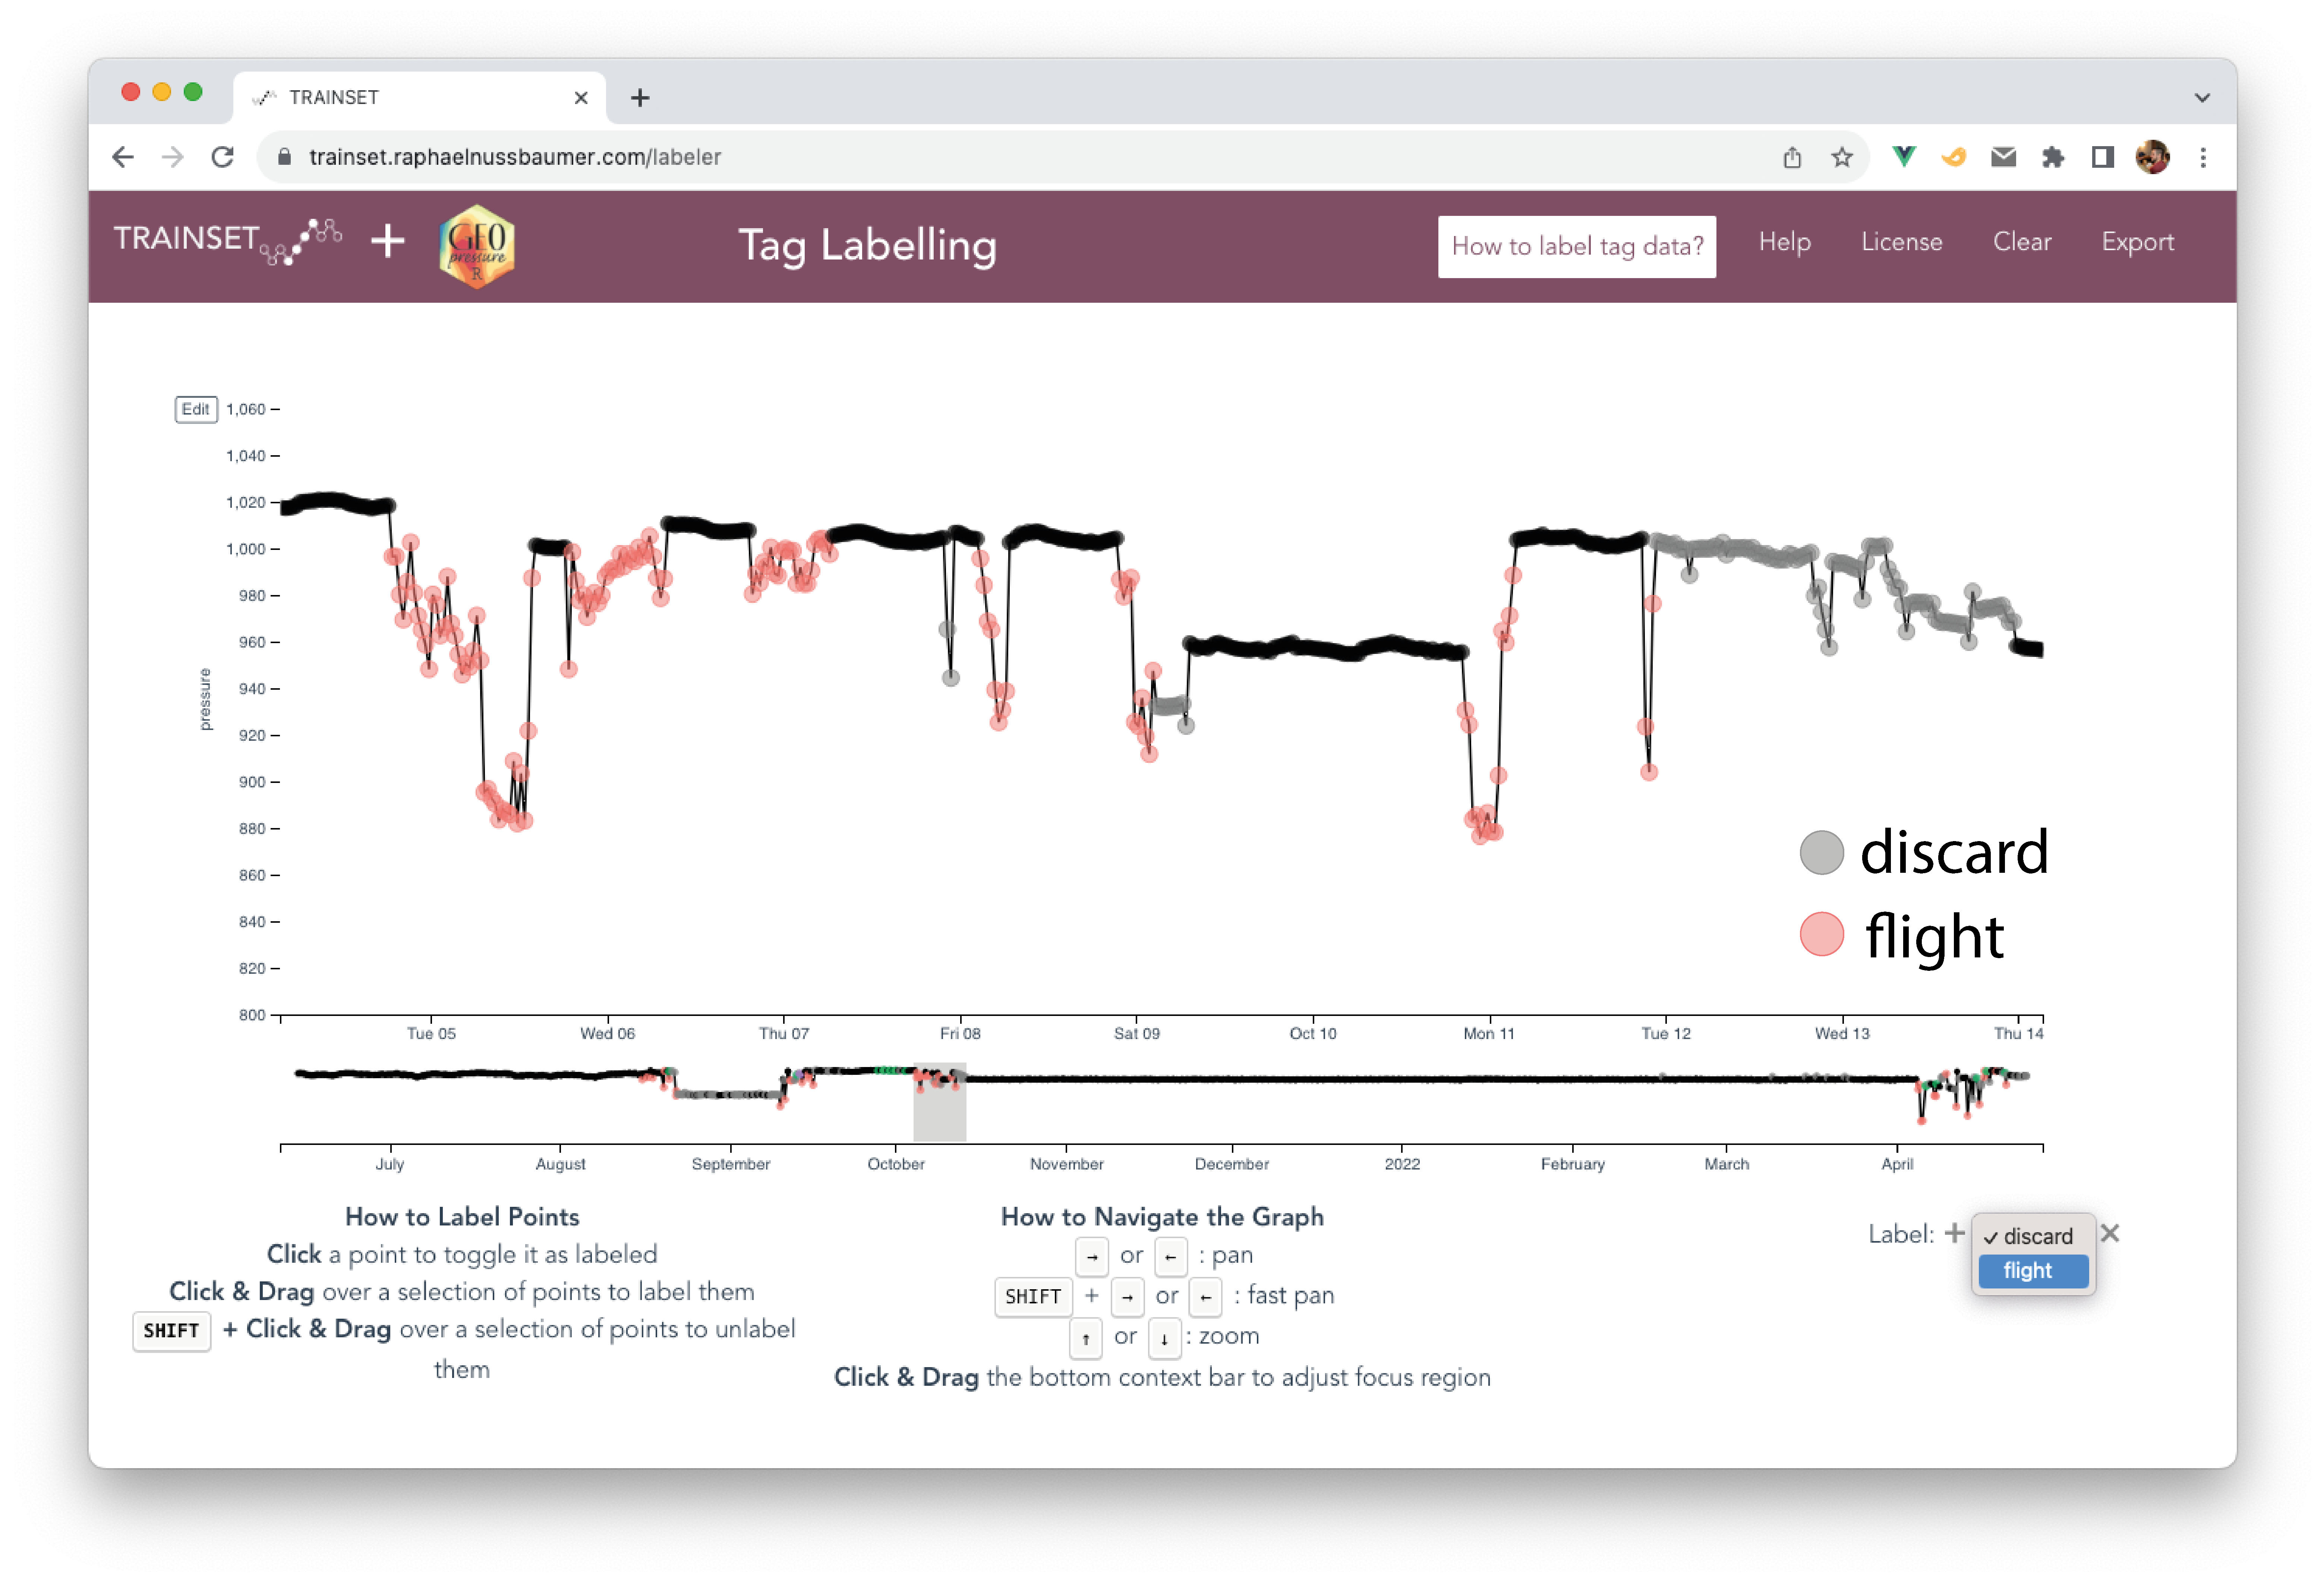 TRAINSET
trainset.raphaelnussbaumer.com/labeler
TRAINSET
GEO
pressure
R
Tag Labelling
How to label tag data?
Help
License
Clear
Export
Edit
1,060
1,040
1,020
1,000
980
960
940
920
900
880
860
840
820
800
pressure
discard
flight
Tue 05
Wed 06
Thu 07
Fri 08
Sat 09
Oct 10
Mon 11
Tue 12
Wed 13
Thu 14
July
August
September
October
November
December
2022
February
March
April
How to Label Points
Click a point to toggle it as labeled
Click & Drag over a selection of points to label them
SHIFT + Click & Drag over a selection of points to unlabel
them
How to Navigate the Graph
→ or ← : pan
SHIFT + → or ← : fast pan
↑ or ↓ : zoom
Click & Drag the bottom context bar to adjust focus region
Label: + ✓ discard ×
flight